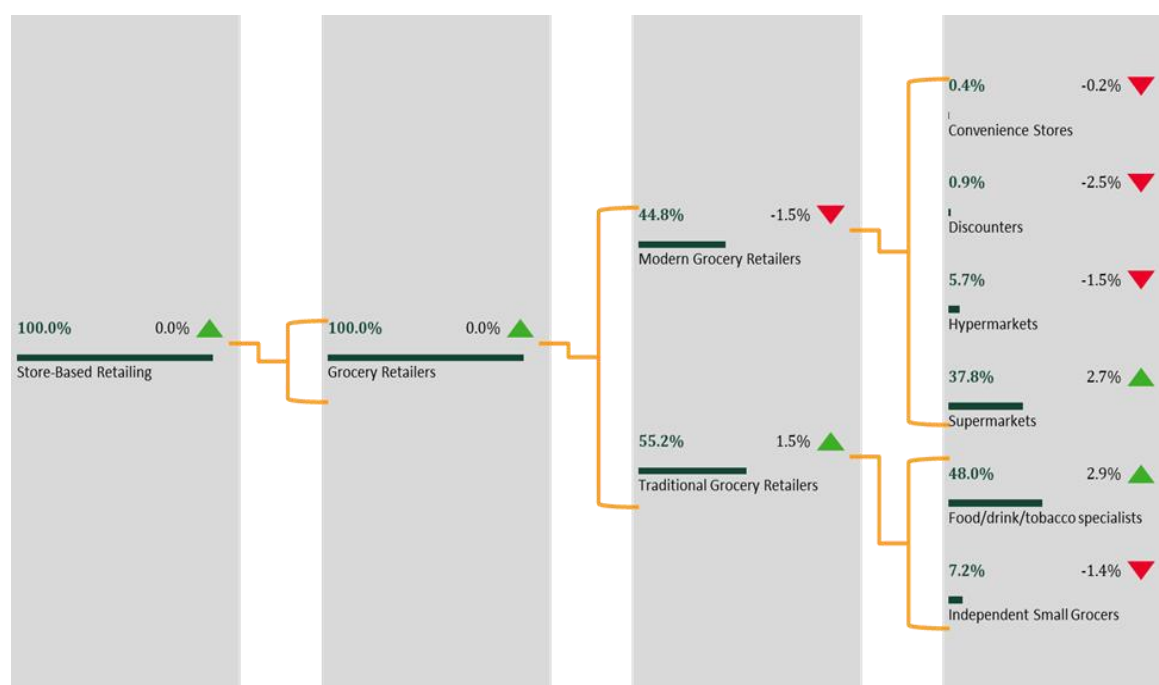 100.0% 0.0%
Store-Based Retailing
100.0% 0.0%
Grocery Retailers
44.8% -1.5%
Modern Grocery Retailers
55.2% 1.5%
Traditional Grocery Retailers
0.4% -0.2%
Convenience Stores
0.9% -2.5%
Discounters
5.7% -1.5%
Hypermarkets
37.8% 2.7%
Supermarkets
48.0% 2.9%
Food/drink/tobacco specialists
7.2% -1.4%
Independent Small Grocers